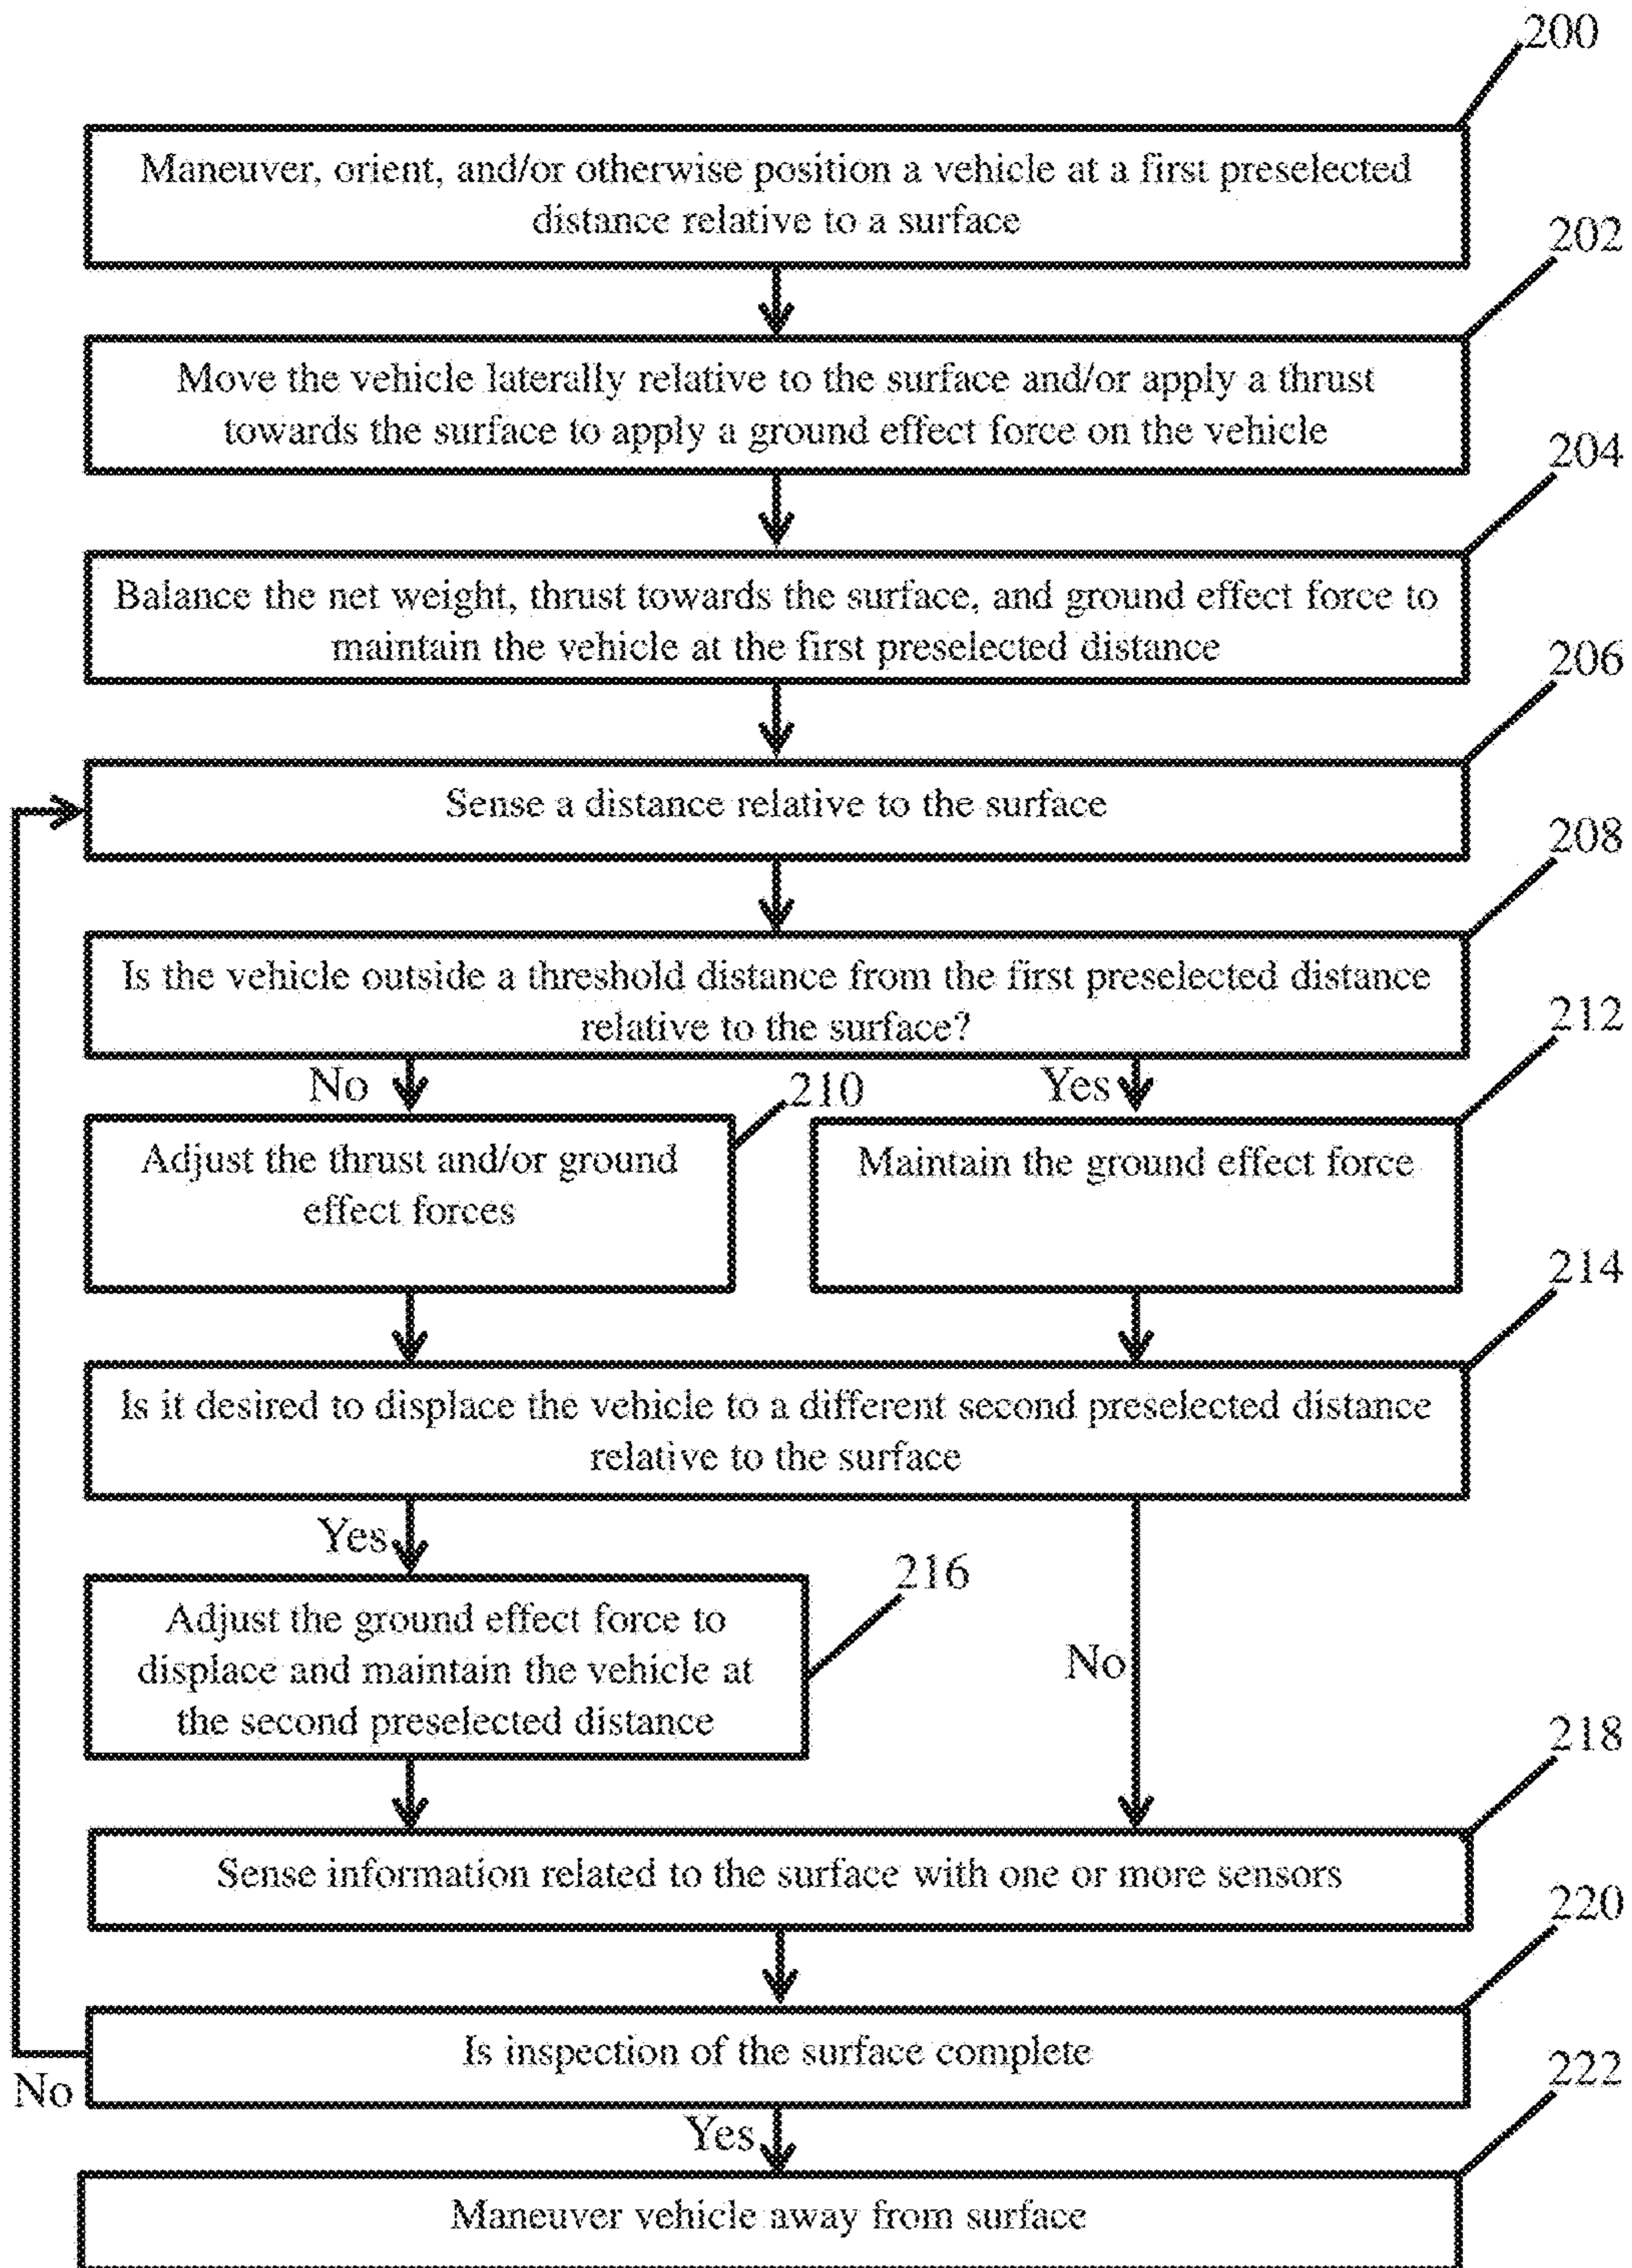 200
Maneuver, orient, and/or otherwise position a vehicle at a first preselected
distance relative to a surface
202
Move the vehicle laterally relative to the surface and/or apply a thrust
towards the surface to apply a ground effect force on the vehicle
204
Balance the net weight, thrust towards the surface, and ground effect force to
maintain the vehicle at the first preselected distance
206
Sense a distance relative to the surface
208
Is the vehicle outside a threshold distance from the first preselected distance
relative to the surface?
No
210
Yes
212
Adjust the thrust and/or ground
effect forces
Maintain the ground effect force
214
Is it desired to displace the vehicle to a different second preselected distance
relative to the surface
Yes
216
Adjust the ground effect force to
displace and maintain the vehicle at
the second preselected distance
No
218
Sense information related to the surface with one or more sensors
220
Is inspection of the surface complete
No
Yes
222
Maneuver vehicle away from surface